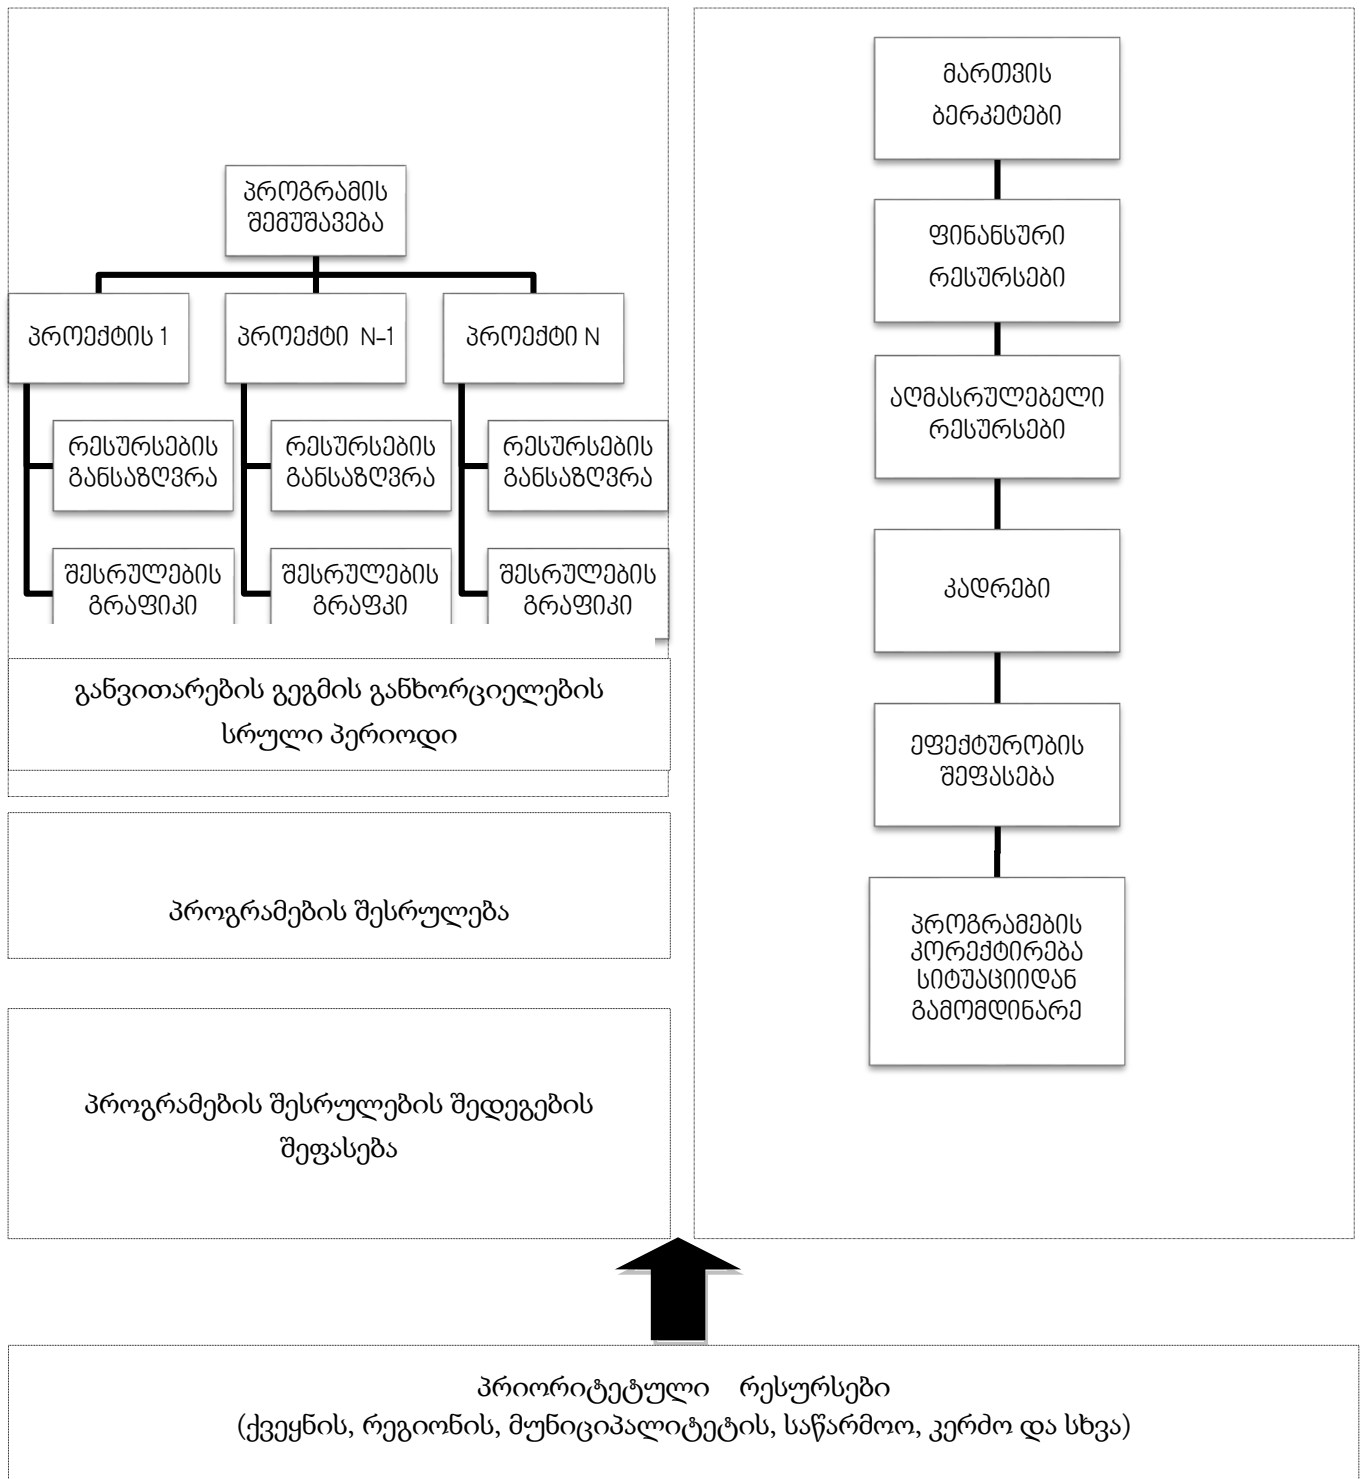 პროგრამის
შემუშავება
პროექტის 1
პროექტი N-1
პროექტი N
რესურსების
განსაზღვრა
რესურსების
განსაზღვრა
რესურსების
განსაზღვრა
შესრულების
გრაფიკი
შესრულების
გრაფკი
შესრულების
გრაფიკი
განვითარების გეგმის განხორციელების
სრული პერიოდი
პროგრამების შესრულება
პროგრამების შესრულების შედეგების
შეფასება
მართვის
ბერკეტები
ფინანსური
რესურსები
აღმასრულებელი
რესურსები
კადრები
ეფექტურობის
შეფასება
პროგრამების
კორექტირება
სიტუაციიდან
გამომდინარე
პრიორიტეტული რესურსები
(ქვეყნის, რეგიონის, მუნიციპალიტეტის, საწარმოო, კერძო და სხვა)